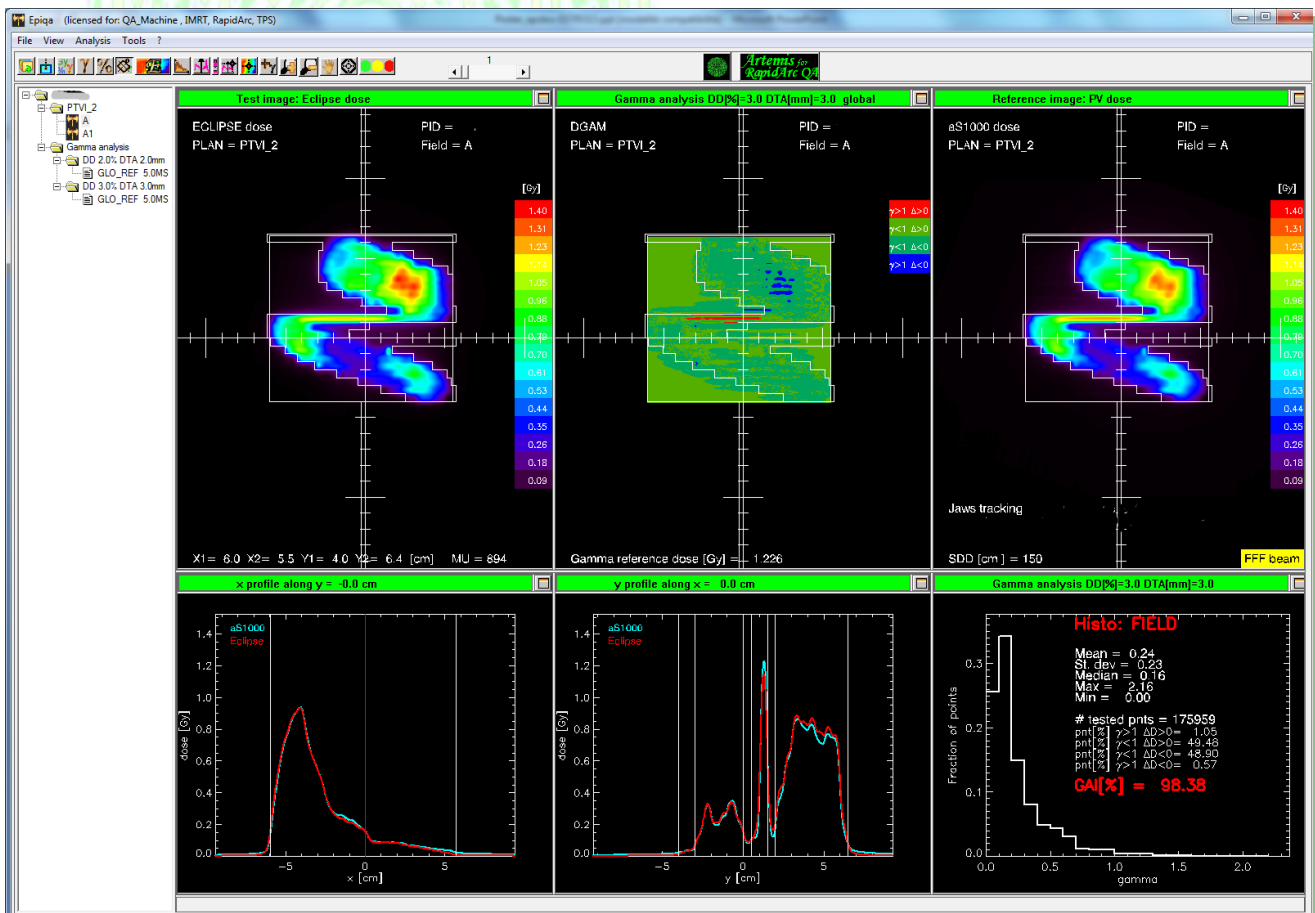 Epiqa (licensed for: QA_Machine , IMRT, RapidArc, TPS)
File View Analysis Tools ?
1
Artemis for
RapidArc QA
PTVI_2
A
A1
Gamma analysis
DD 2.0% DTA 2.0mm
GLO_REF 5.0MS
DD 3.0% DTA 3.0mm
GLO_REF 5.0MS
Test image: Eclipse dose
ECLIPSE dose PID =
PLAN = PTVI_2 Field = A
[Gy]
1.40
1.31
1.23
1.14
1.05
0.96
0.88
0.79
0.70
0.61
0.53
0.44
0.35
0.26
0.18
0.09
X1= 6.0 X2= 5.5 Y1= 4.0 Y2= 6.4 [cm] MU = 894
Gamma analysis DD[%]=3.0 DTA[mm]=3.0 global
DGAM PID =
PLAN = PTVI_2 Field = A
γ>1 Δ>0
γ<1 Δ>0
γ<1 Δ<0
γ>1 Δ<0
Gamma reference dose [Gy] = 1.226
Reference image: PV dose
aS1000 dose PID =
PLAN = PTVI_2 Field = A
[Gy]
1.40
1.31
1.23
1.14
1.05
0.96
0.88
0.79
0.70
0.61
0.53
0.44
0.35
0.26
0.18
0.09
Jaws tracking
SDD [cm] = 150
FFF beam
x profile along y = -0.0 cm
aS1000
Eclipse
dose [Gy]
1.4
1.2
1.0
0.8
0.6
0.4
0.2
0.0
-5 0 5
x [cm]
y profile along x = 0.0 cm
aS1000
Eclipse
dose [Gy]
1.4
1.2
1.0
0.8
0.6
0.4
0.2
0.0
-5 0 5
y [cm]
Gamma analysis DD[%]=3.0 DTA[mm]=3.0
Histo: FIELD
Mean = 0.24
St. dev = 0.23
Median = 0.16
Max = 2.16
Min = 0.00
# tested pnts = 175959
pnt[%] γ>1 ΔD>0= 1.05
pnt[%] γ<1 ΔD>0= 49.48
pnt[%] γ<1 ΔD<0= 48.90
pnt[%] γ>1 ΔD<0= 0.57
GAI[%] = 98.38
Fraction of points
0.3
0.2
0.1
0.0
0.0 0.5 1.0 1.5 2.0
gamma